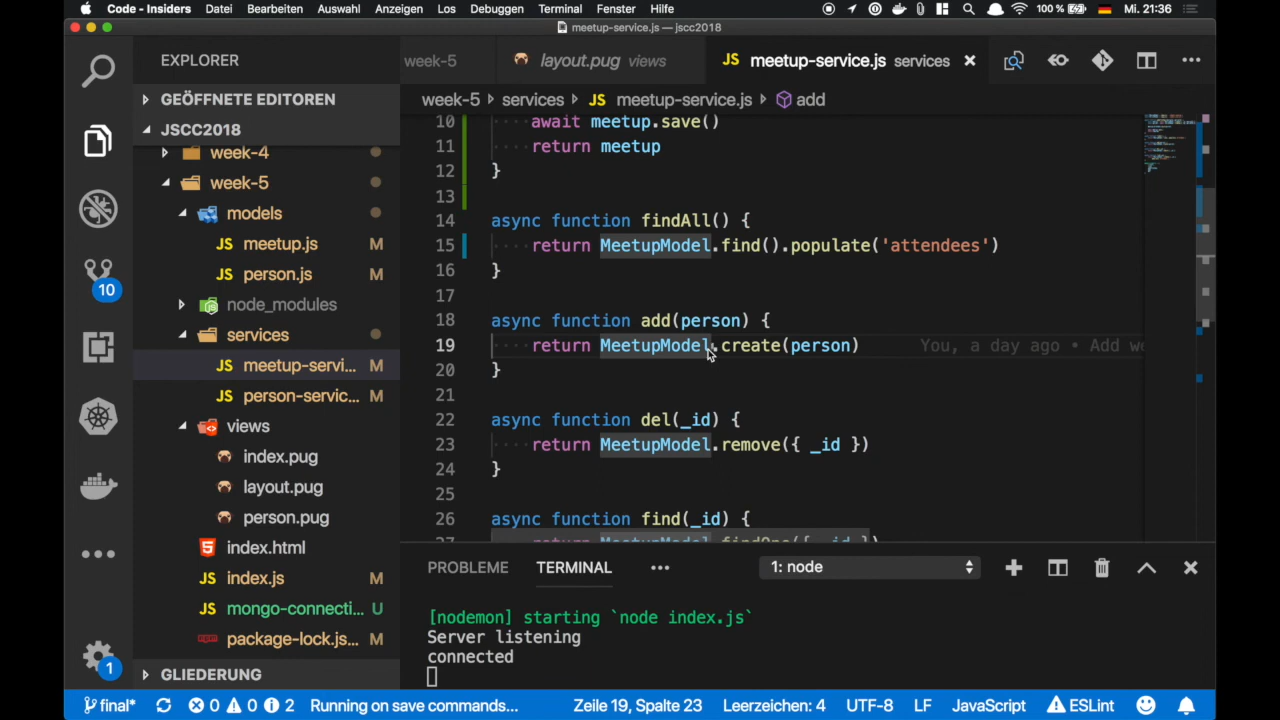 Code - Insiders Datei Bearbeiten Auswahl Anzeigen Los Debuggen Terminal Fenster Hilfe 100 % Mi. 21:36
meetup-service.js — jscc2018
EXPLORER
GEÖFFNETE EDITOREN
JSCC2018
week-4
week-5
models
JS meetup.js M
JS person.js M
node_modules
services
JS meetup-servi... M
JS person-servic... M
views
index.pug
layout.pug
person.pug
index.html
JS index.js M
JS mongo-connecti... U
package-lock.js... M
GLIEDERUNG
10
1
week-5 layout.pug views JS meetup-service.js services
week-5 services JS meetup-service.js add
10 await meetup.save()
11 return meetup
12 }
13
14 async function findAll() {
15 return MeetupModel.find().populate('attendees')
16 }
17
18 async function add(person) {
19 return MeetupModel.create(person) You, a day ago • Add
20 }
21
22 async function del(_id) {
23 return MeetupModel.remove({ _id })
24 }
25
26 async function find(_id) {
27 return MeetupModel.findOne({ _id })
PROBLEME TERMINAL 1: node
[nodemon] starting `node index.js`
Server listening
connected
final* 0 0 2 Running on save commands... Zeile 19, Spalte 23 Leerzeichen: 4 UTF-8 LF JavaScript ESLint